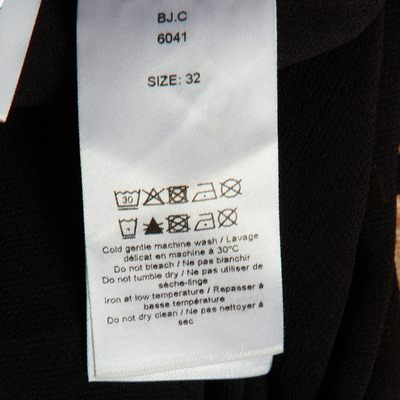 BJ.C
6041
SIZE: 32
30
Cold gentle machine wash / Lavage
délicat en machine à 30°C
Do not bleach / Ne pas blanchir
Do not tumble dry / Ne pas utiliser de
sèche-linge
Iron at low temperature / Repasser à
basse température
Do not dry clean / Ne pas nettoyer à
sec